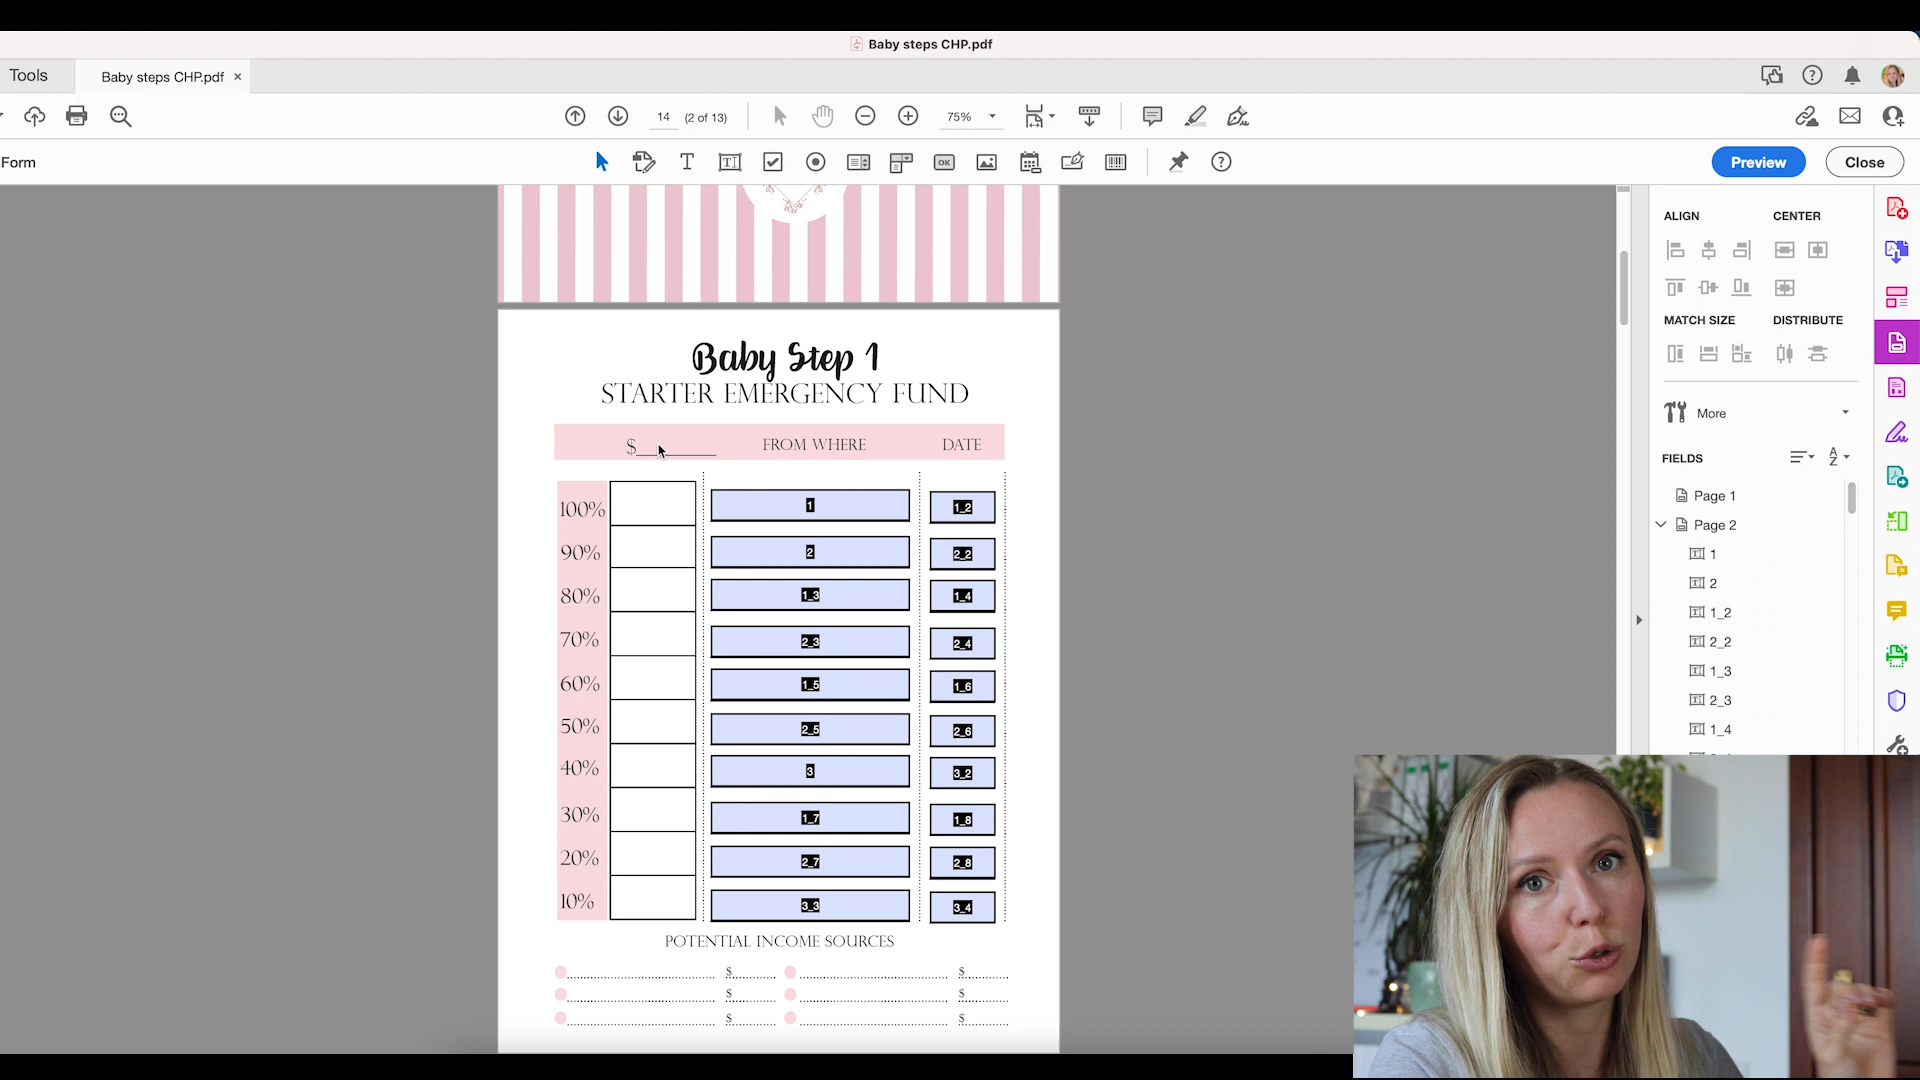 Baby steps CHP.pdf
Tools
Baby steps CHP.pdf ×
14 (2 of 13)
75%
OK
Form
Preview
Close
ALIGN CENTER
MATCH SIZE DISTRIBUTE
More
FIELDS
Page 1
Page 2
1
2
1_2
2_2
1_3
2_3
1_4
Baby Step 1
STARTER EMERGENCY FUND
$________ FROM WHERE DATE
100% 1 1_2
90% 2 2_2
80% 1_3 1_4
70% 2_3 2_4
60% 1_5 1_6
50% 2_5 2_6
40% 3 3_2
30% 1_7 1_8
20% 2_7 2_8
10% 3_3 3_4
POTENTIAL INCOME SOURCES
$ $
$ $
$ $